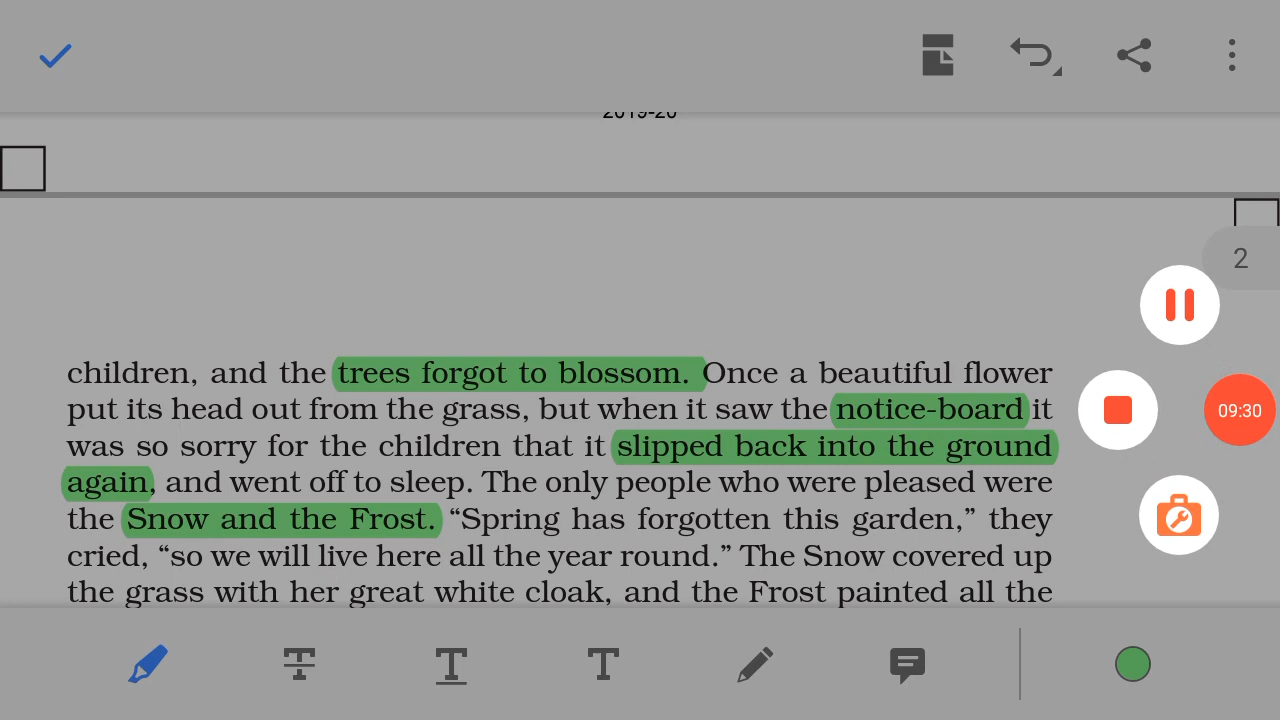 2019-20
2
children, and the trees forgot to blossom. Once a beautiful flower
put its head out from the grass, but when it saw the notice-board it
was so sorry for the children that it slipped back into the ground
09:30
again, and went off to sleep. The only people who were pleased were
the Snow and the Frost. “Spring has forgotten this garden,” they
cried, “so we will live here all the year round.” The Snow covered up
the grass with her great white cloak, and the Frost painted all the